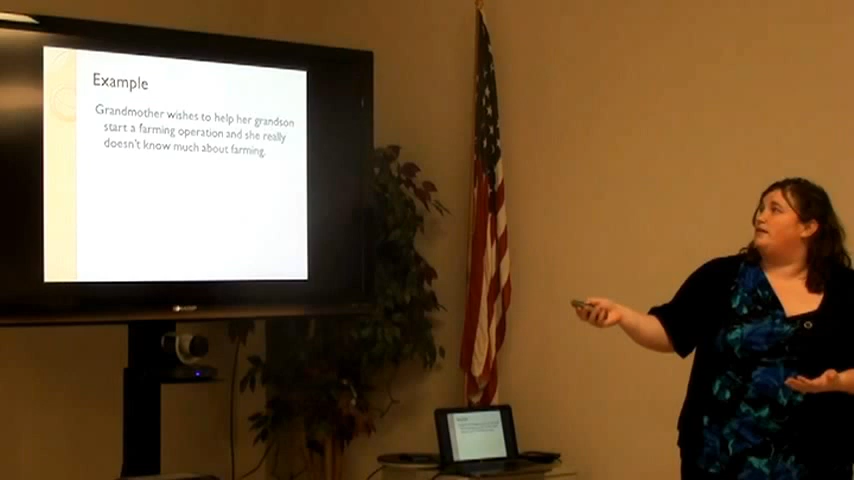 Example
Grandmother wishes to help her grandson
start a farming operation and she really
doesn't know much about farming.